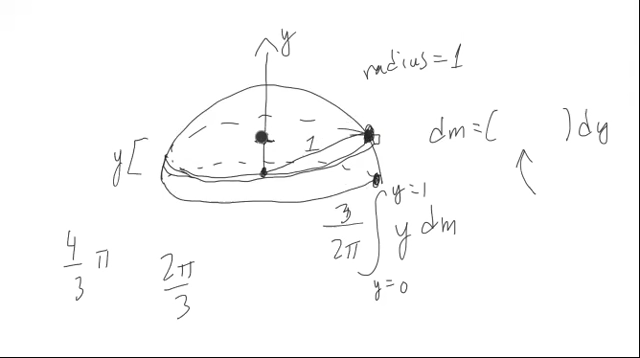 y
radius=1
1
dm=( )dy
y[
3/2π ∫ y=0 y=1 y dm
4/3 π
2π/3